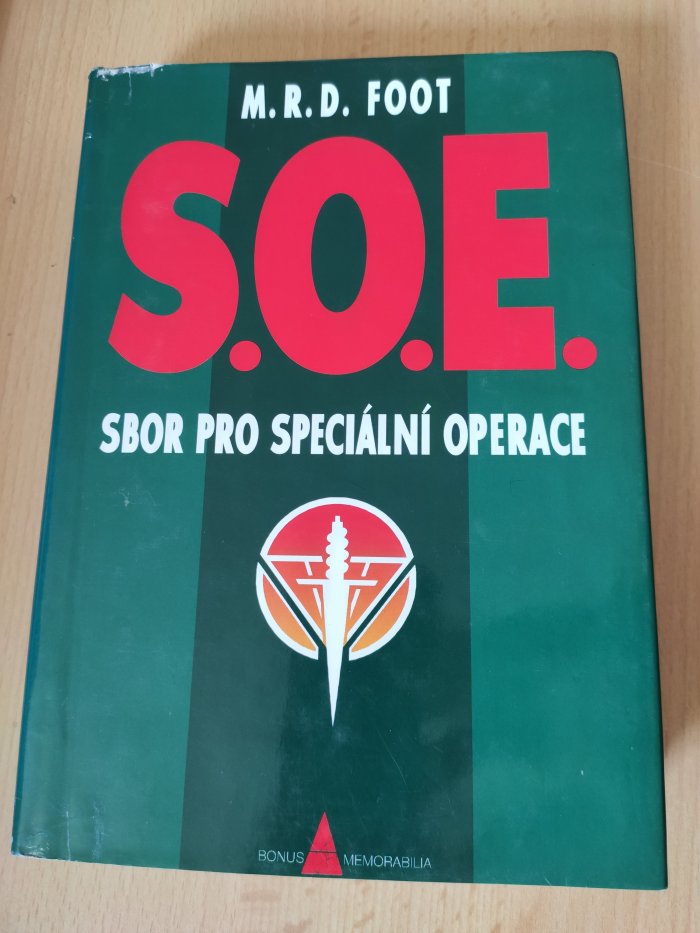 M.R.D. FOOT
S.O.E.
SBOR PRO SPECIÁLNÍ OPERACE
BONUS MEMORABILIA